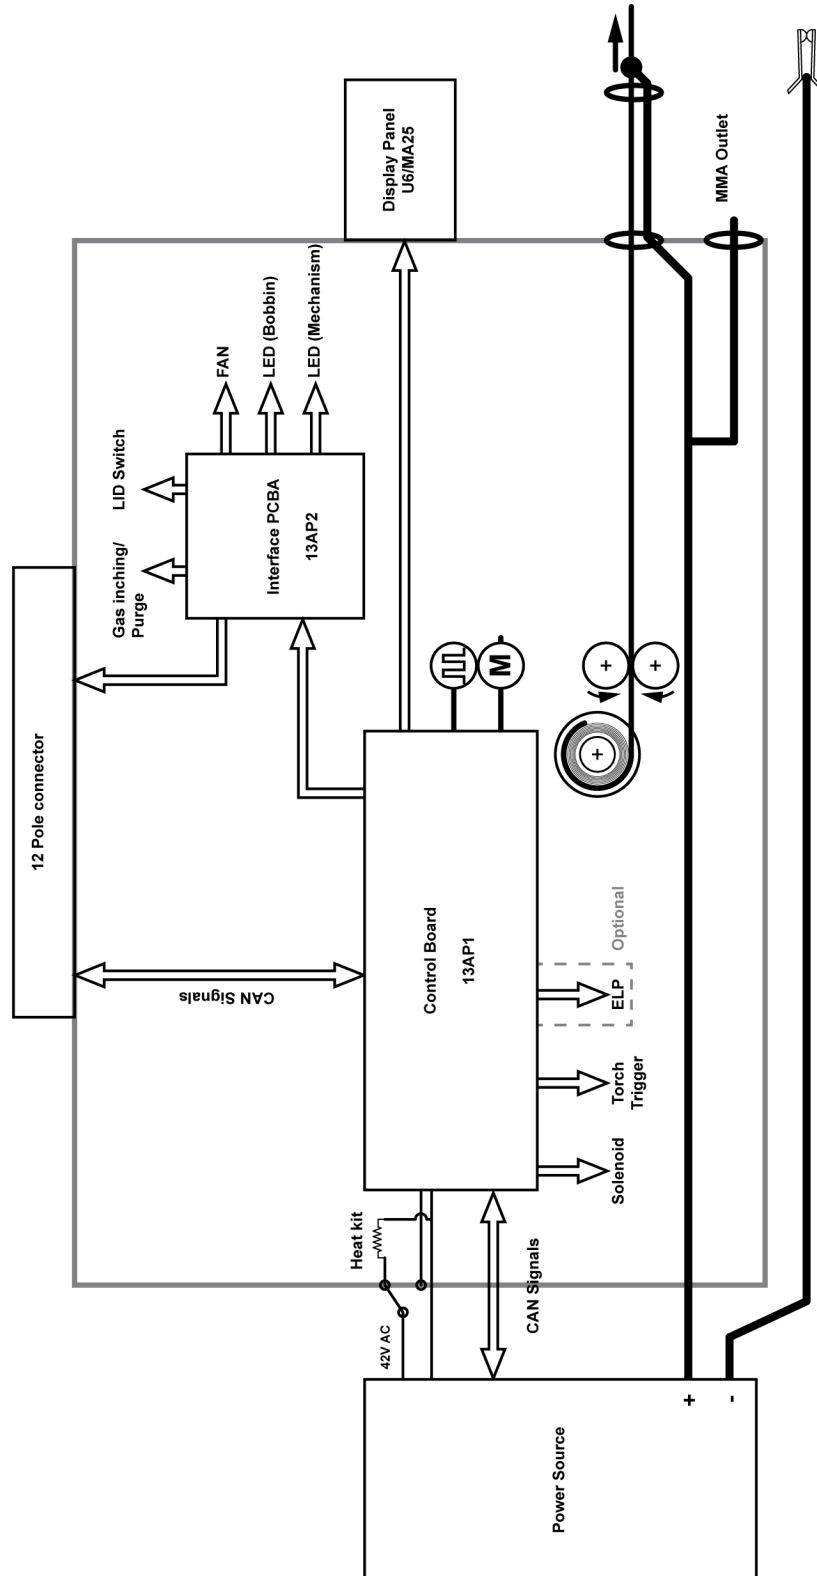 12 Pole connector
Display Panel
U6/MA25
MMA Outlet
FAN
LED (Bobbin)
LED (Mechanism)
LID Switch
Gas inching/
Purge
Interface PCBA
13AP2
CAN Signals
Control Board
13AP1
M
+
+
+
Optional
ELP
Torch
Trigger
Solenoid
Heat kit
42V AC
CAN Signals
Power Source
+
-